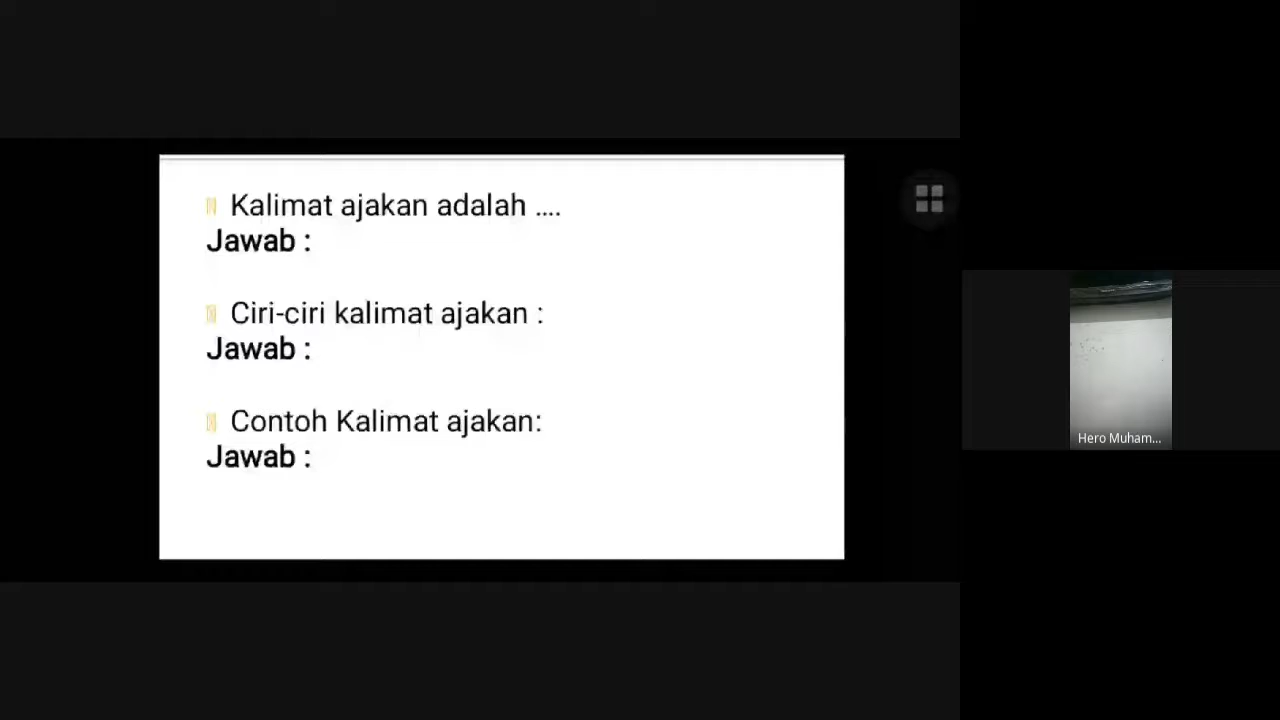 Kalimat ajakan adalah ....
Jawab :
Ciri-ciri kalimat ajakan :
Jawab :
Contoh Kalimat ajakan:
Jawab :
Hero Muham...